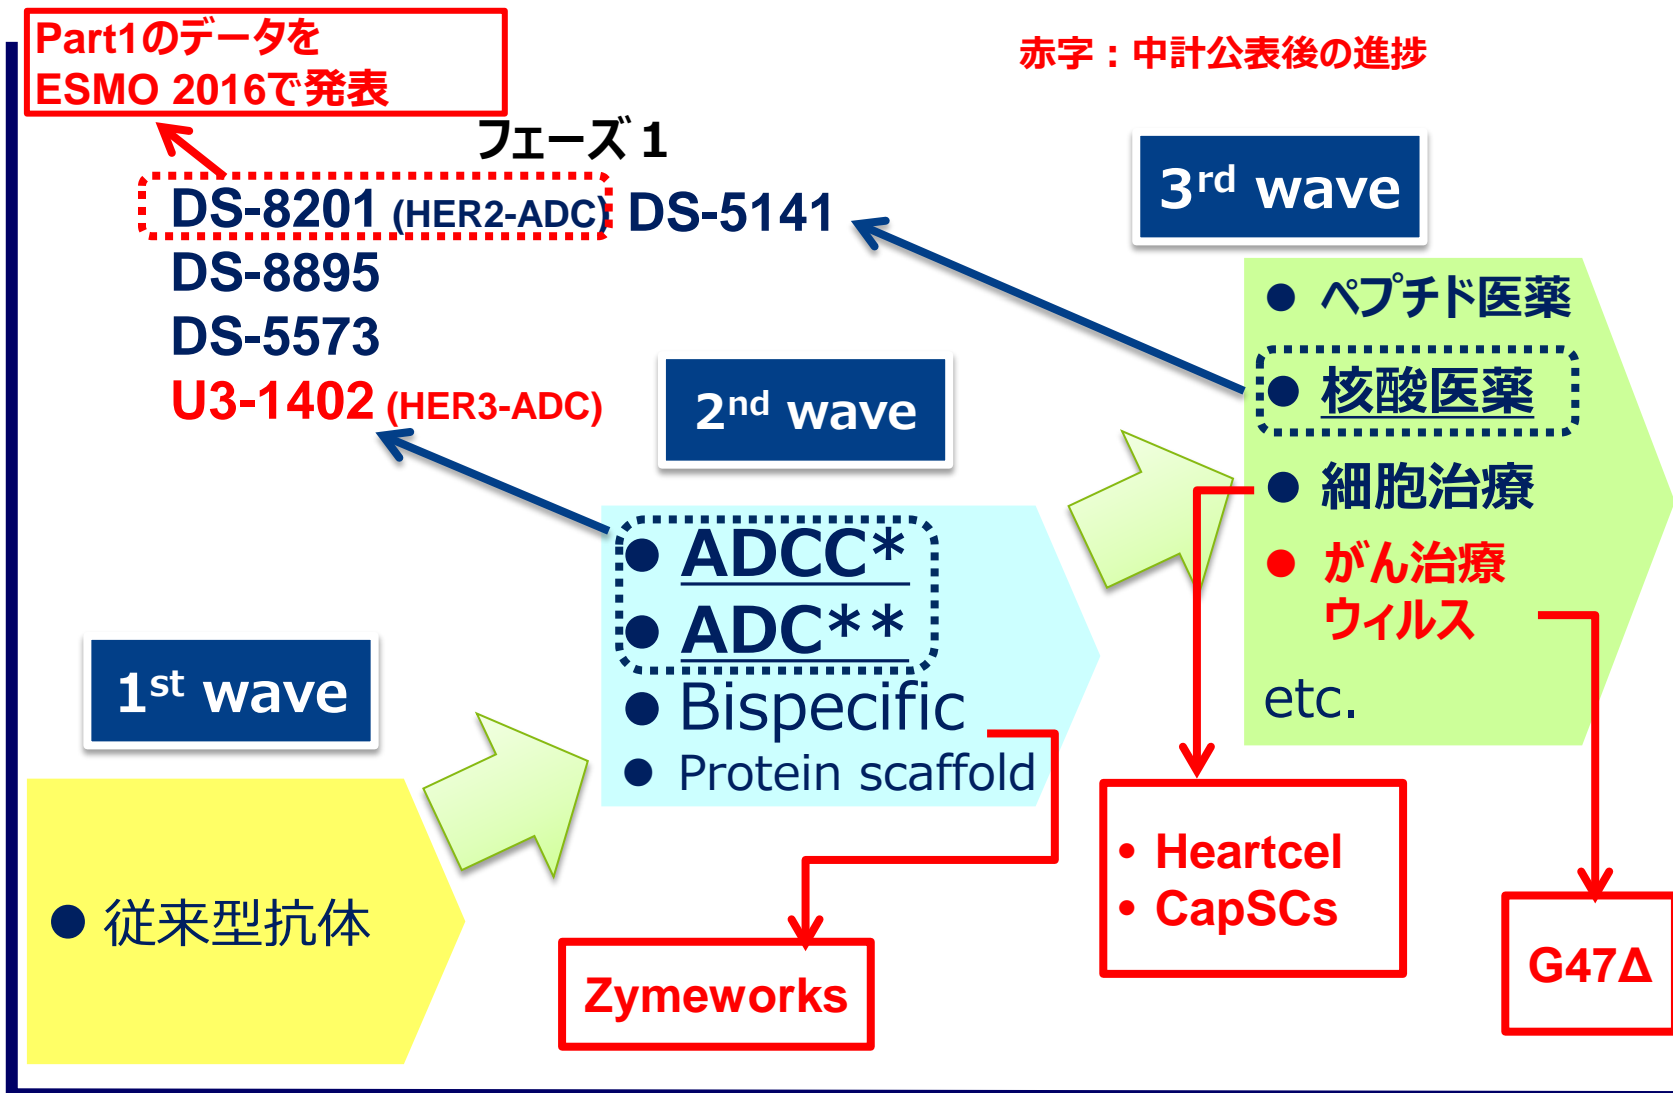 Part1のデータを
ESMO 2016で発表
赤字：中計公表後の進捗
フェーズ1
DS-8201 (HER2-ADC) DS-5141
DS-8895
DS-5573
U3-1402 (HER3-ADC)
3rd wave
● ペプチド医薬
● 核酸医薬
● 細胞治療
● がん治療
ウィルス
etc.
2nd wave
● ADCC*
● ADC**
● Bispecific
● Protein scaffold
1st wave
● 従来型抗体
Zymeworks
• Heartcel
• CapSCs
G47Δ